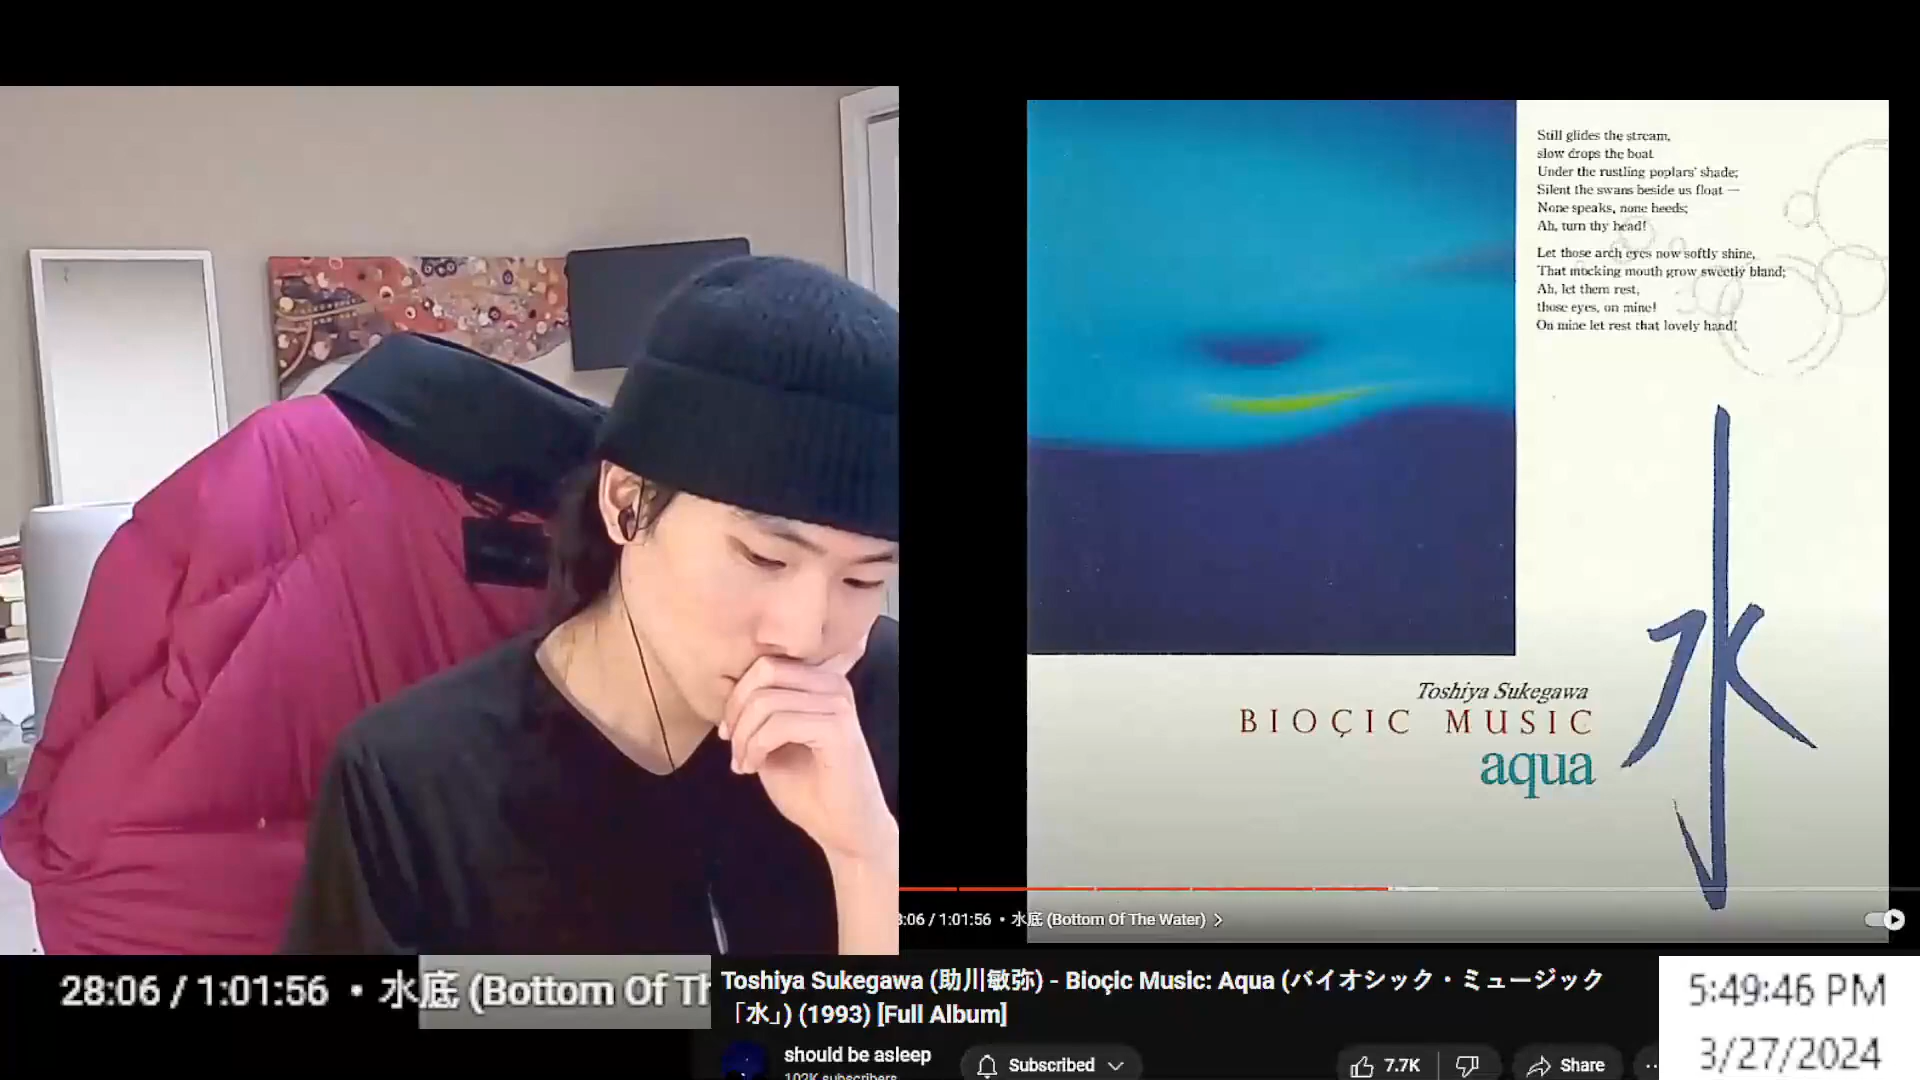 Still glides the stream,
slow drops the boat
Under the rustling poplars' shade;
Silent the swans beside us float —
None speaks, none heeds;
Ah, turn thy head!
Let those arch eyes now softly shine,
That mocking mouth grow sweetly bland;
Ah, let them rest,
those eyes, on mine!
On mine let rest that lovely hand!
水
Toshiya Sukegawa
BIOÇIC MUSIC
aqua
:06 / 1:01:56 • 水底 (Bottom Of The Water)
28:06 / 1:01:56 • 水底 (Bottom Of Th
Toshiya Sukegawa (助川敏弥) - Bioçic Music: Aqua (バイオシック・ミュージック
「水」) (1993) [Full Album]
should be asleep
102K subscribers
Subscribed
7.7K
Share
5:49:46 PM
3/27/2024